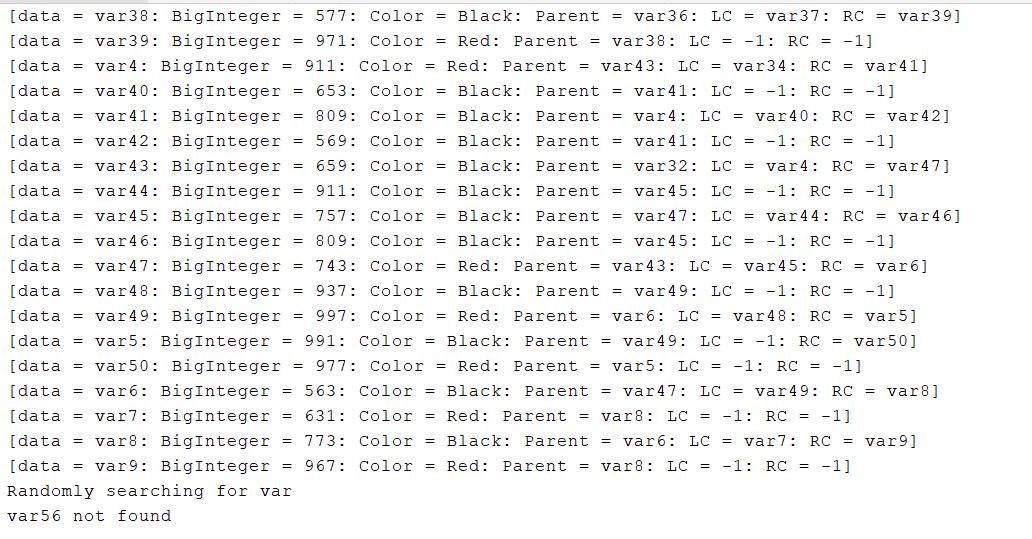 [data = var38: BigInteger = 577: Color = Black: Parent = var36: LC = var37: RC = var39]
[data = var39: BigInteger = 971: Color = Red: Parent = var38: LC = -1: RC = -1]
[data = var4: BigInteger = 911: Color = Red: Parent = var43: LC = var34: RC = var41]
[data = var40: BigInteger = 653: Color = Black: Parent = var41: LC = -1: RC = -1]
[data = var41: BigInteger = 809: Color = Black: Parent = var4: LC = var40: RC = var42]
[data = var42: BigInteger = 569: Color = Black: Parent = var41: LC = -1: RC = -1]
[data = var43: BigInteger = 659: Color = Black: Parent = var32: LC = var4: RC = var47]
[data = var44: BigInteger = 911: Color = Black: Parent = var45: LC = -1: RC = -1]
[data = var45: BigInteger = 757: Color = Black: Parent = var47: LC = var44: RC = var46]
[data = var46: BigInteger = 809: Color = Black: Parent = var45: LC = -1: RC = -1]
[data = var47: BigInteger = 743: Color = Red: Parent = var43: LC = var45: RC = var6]
[data = var48: BigInteger = 937: Color = Black: Parent = var49: LC = -1: RC = -1]
[data = var49: BigInteger = 997: Color = Red: Parent = var6: LC = var48: RC = var5]
[data = var5: BigInteger = 991: Color = Black: Parent = var49: LC = -1: RC = var50]
[data = var50: BigInteger = 977: Color = Red: Parent = var5: LC = -1: RC = -1]
[data = var6: BigInteger = 563: Color = Black: Parent = var47: LC = var49: RC = var8]
[data = var7: BigInteger = 631: Color = Red: Parent = var8: LC = -1: RC = -1]
[data = var8: BigInteger = 773: Color = Black: Parent = var6: LC = var7: RC = var9]
[data = var9: BigInteger = 967: Color = Red: Parent = var8: LC = -1: RC = -1]
Randomly searching for var
var56 not found